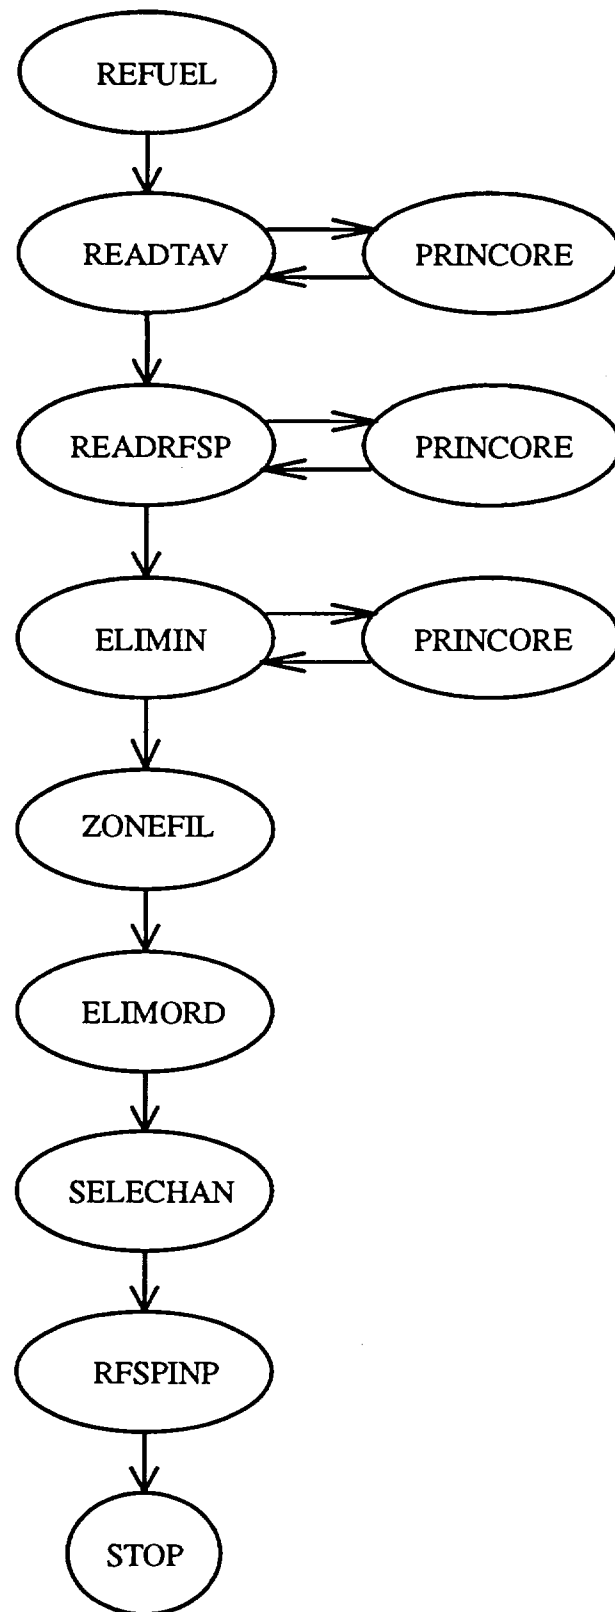 REFUEL
READTAV
PRINCORE
READRFSP
PRINCORE
ELIMIN
PRINCORE
ZONEFIL
ELIMORD
SELECHAN
RFSPINP
STOP